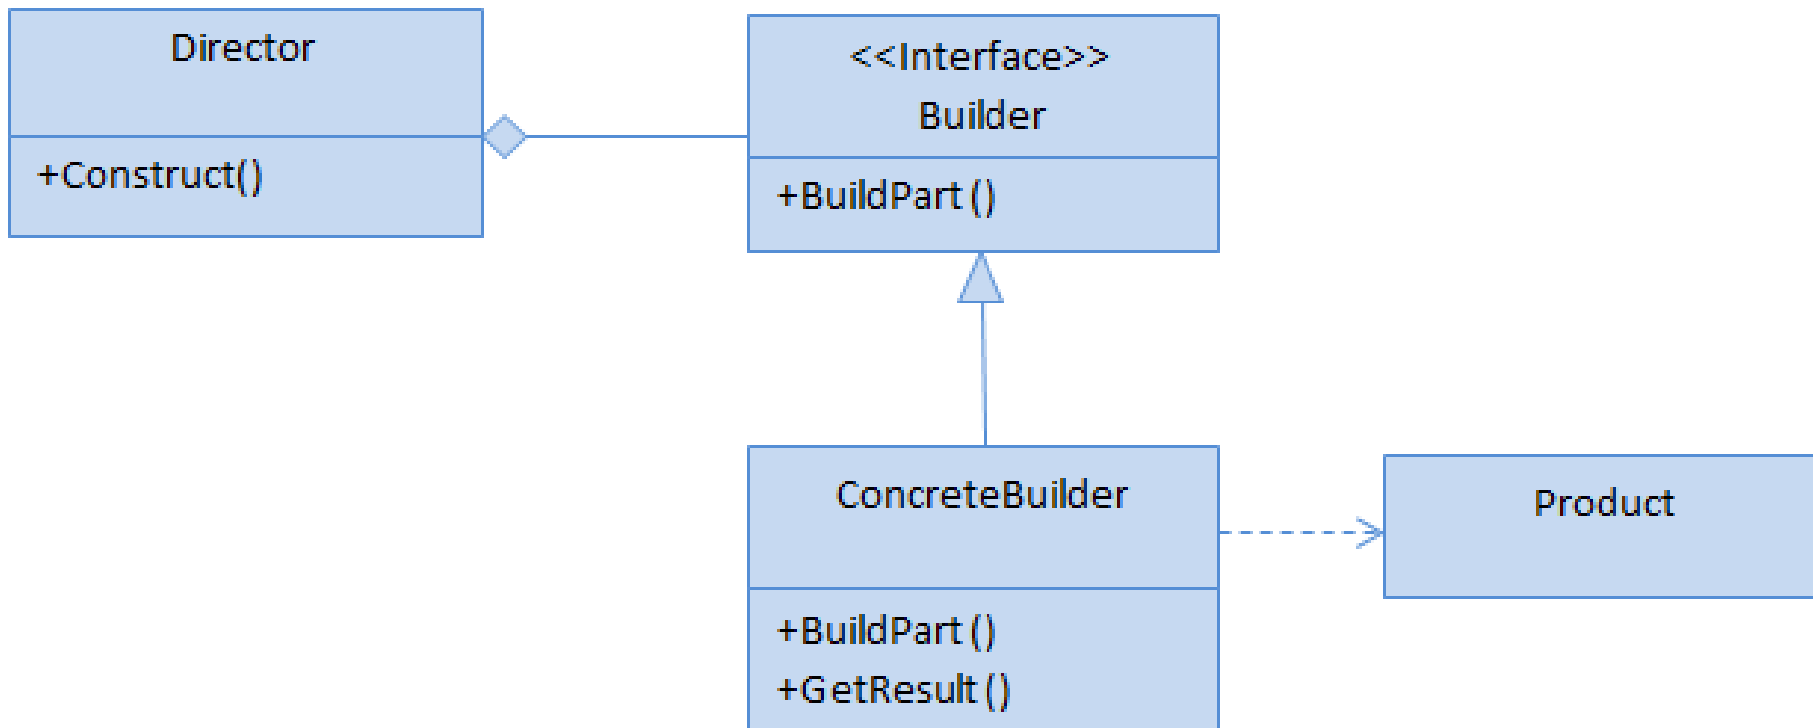 Director
+Construct()
<<Interface>>
Builder
+BuildPart()
ConcreteBuilder
+BuildPart()
+GetResult()
Product